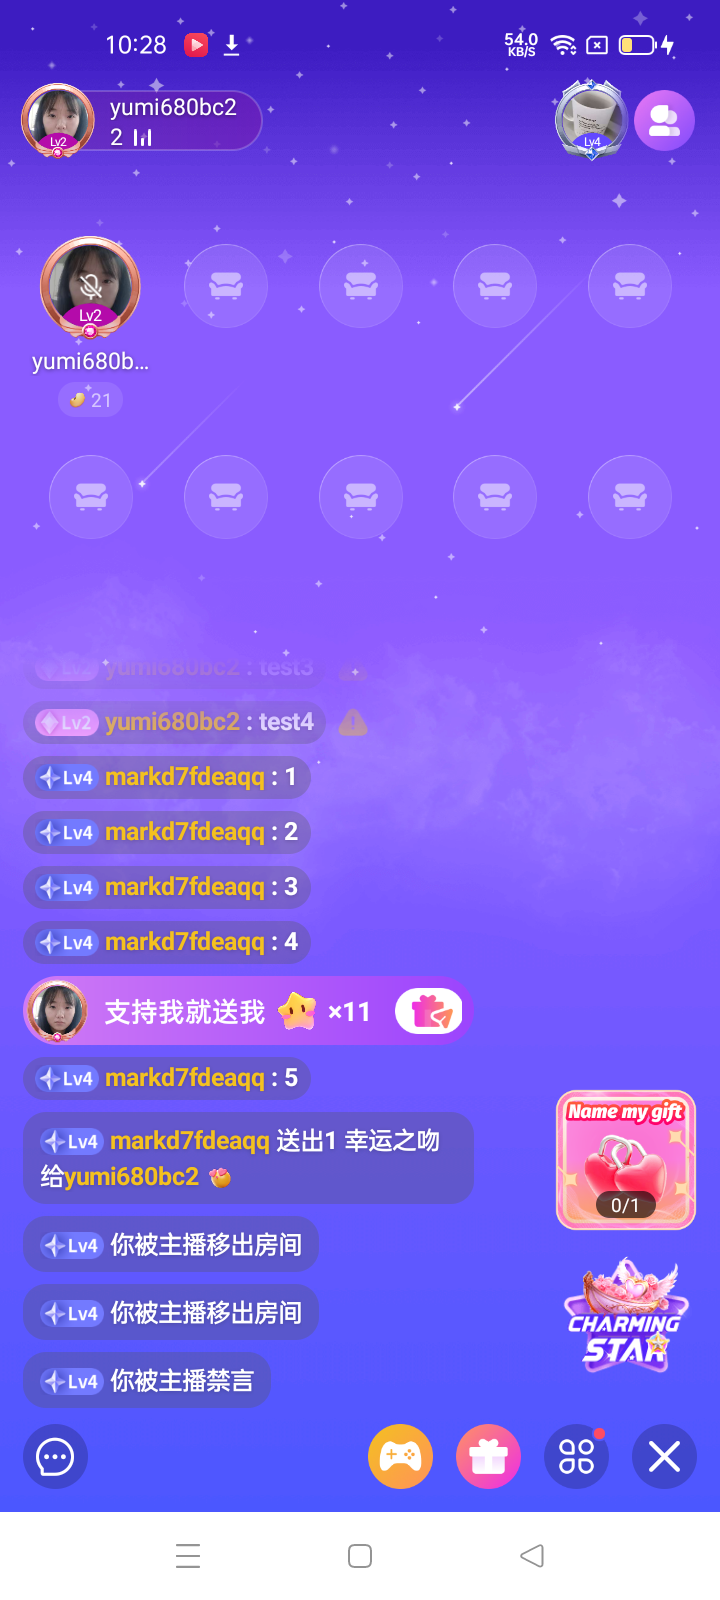 10:28
54.0
KB/S
yumi680bc2
2
Lv2
Lv4
Lv2
yumi680b...
21
Lv2 yumi680bc2 : test3
Lv2 yumi680bc2 : test4
Lv4 markd7fdeaqq : 1
Lv4 markd7fdeaqq : 2
Lv4 markd7fdeaqq : 3
Lv4 markd7fdeaqq : 4
支持我就送我 ×11
Lv4 markd7fdeaqq : 5
Name my gift
0/1
Lv4 markd7fdeaqq 送出1 幸运之吻
给yumi680bc2
Lv4 你被主播移出房间
Lv4 你被主播移出房间
CHARMING
STAR
Lv4 你被主播禁言